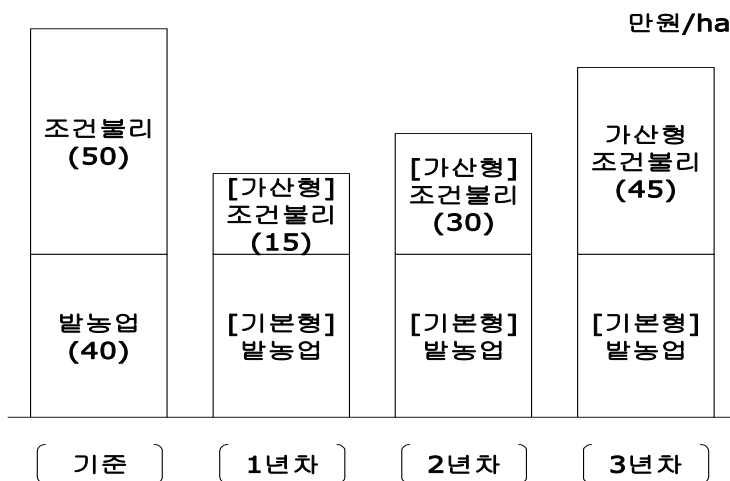 만원/ha
조건불리
(50)
밭농업
(40)
[가산형]
조건불리
(15)
[기본형]
밭농업
[가산형]
조건불리
(30)
[기본형]
밭농업
가산형
조건불리
(45)
[기본형]
밭농업
[ 기준 ]
[ 1년차 ]
[ 2년차 ]
[ 3년차 ]